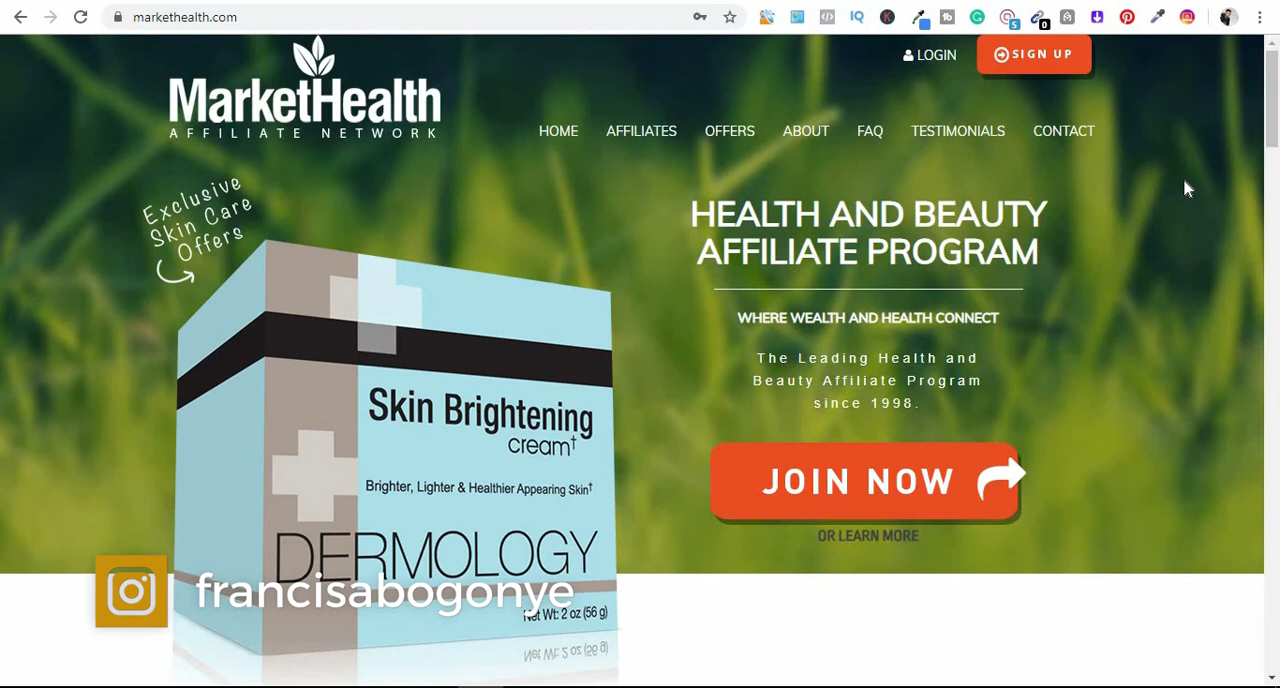 markethealth.com
MarketHealth
AFFILIATE NETWORK
LOGIN
SIGN UP
HOME
AFFILIATES
OFFERS
ABOUT
FAQ
TESTIMONIALS
CONTACT
Exclusive
Skin Care
Offers
HEALTH AND BEAUTY
AFFILIATE PROGRAM
WHERE WEALTH AND HEALTH CONNECT
The Leading Health and
Beauty Affiliate Program
since 1998.
JOIN NOW
OR LEARN MORE
Skin Brightening
cream†
Brighter, Lighter & Healthier Appearing Skin†
DERMOLOGY
Net Wt: 2 oz (56 g)
francisabogonye